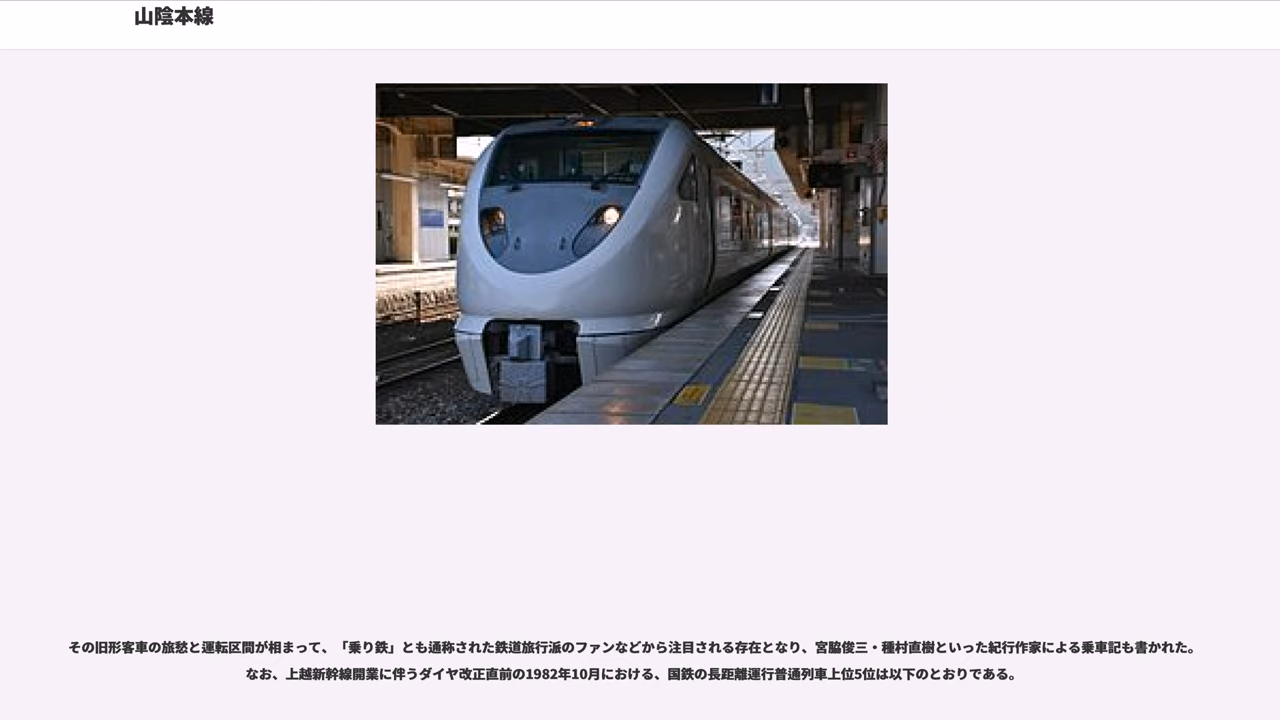 山陰本線
その旧形客車の旅愁と運転区間が相まって、「乗り鉄」とも通称された鉄道旅行派のファンなどから注目される存在となり、宮脇俊三・種村直樹といった紀行作家による乗車記も書かれた。
なお、上越新幹線開業に伴うダイヤ改正直前の1982年10月における、国鉄の長距離運行普通列車上位5位は以下のとおりである。